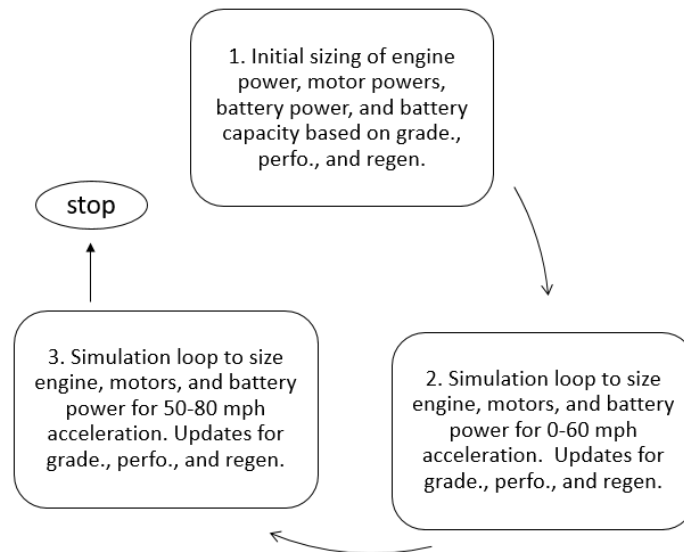 1. Initial sizing of engine
power, motor powers,
battery power, and battery
capacity based on grade.,
perfo., and regen.
stop
3. Simulation loop to size
engine, motors, and battery
power for 50-80 mph
acceleration. Updates for
grade., perfo., and regen.
2. Simulation loop to size
engine, motors, and battery
power for 0-60 mph
acceleration.  Updates for
grade., perfo., and regen.